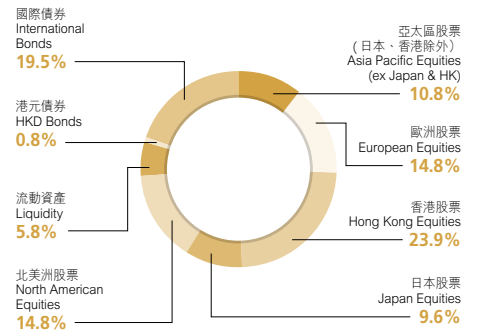 國際債券
International
Bonds
19.5%
港元債券
HKD Bonds
0.8%
流動資產
Liquidity
5.8%
北美洲股票
North American
Equities
14.8%
亞太區股票
(日本、香港除外)
Asia Pacific Equities
(ex Japan & HK)
10.8%
歐洲股票
European Equities
14.8%
香港股票
Hong Kong Equities
23.9%
日本股票
Japan Equities
9.6%